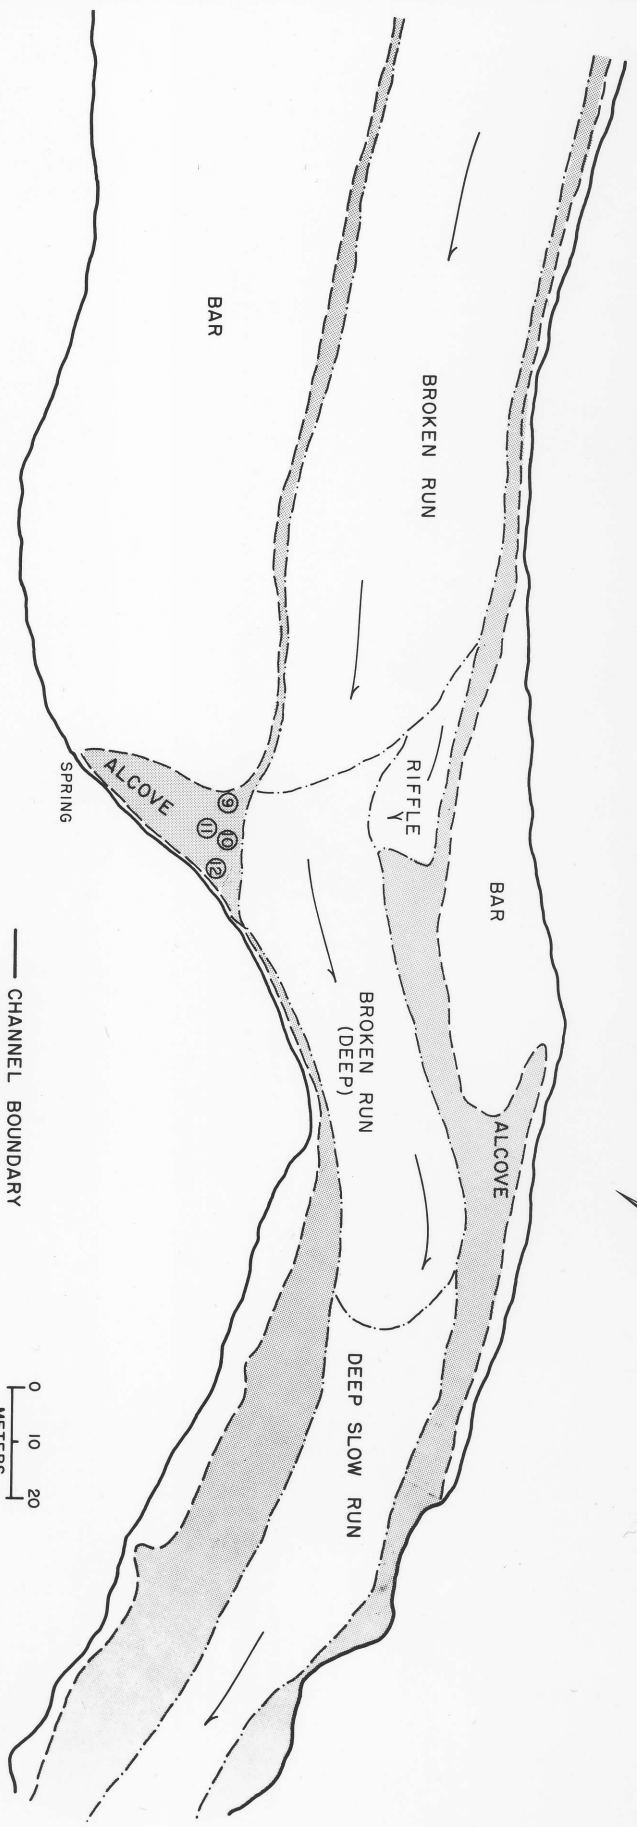 BAR
BROKEN RUN
RIFFLE
Y
BAR
ALCOVE
SPRING
9
10
11
12
BROKEN RUN
(DEEP)
ALCOVE
DEEP SLOW RUN
CHANNEL BOUNDARY
0 10 20
METERS